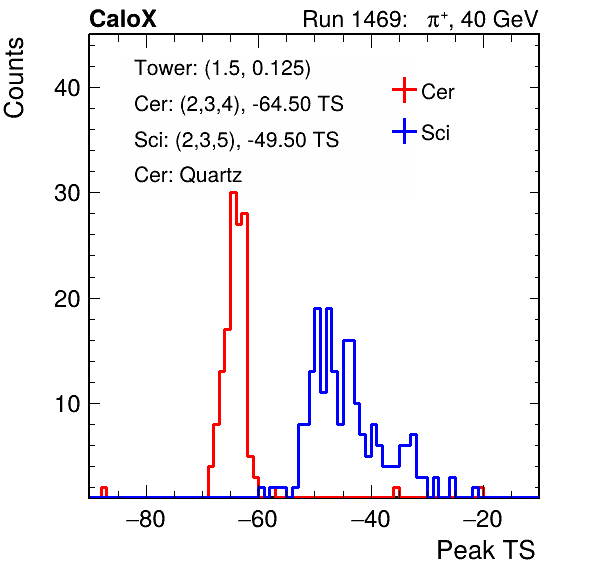 CaloX Run 1469: π⁺, 40 GeV
Counts
Tower: (1.5, 0.125)
Cer: (2,3,4), -64.50 TS
Sci: (2,3,5), -49.50 TS
Cer: Quartz
Cer
Sci
40
30
20
10
−80 −60 −40 −20
Peak TS